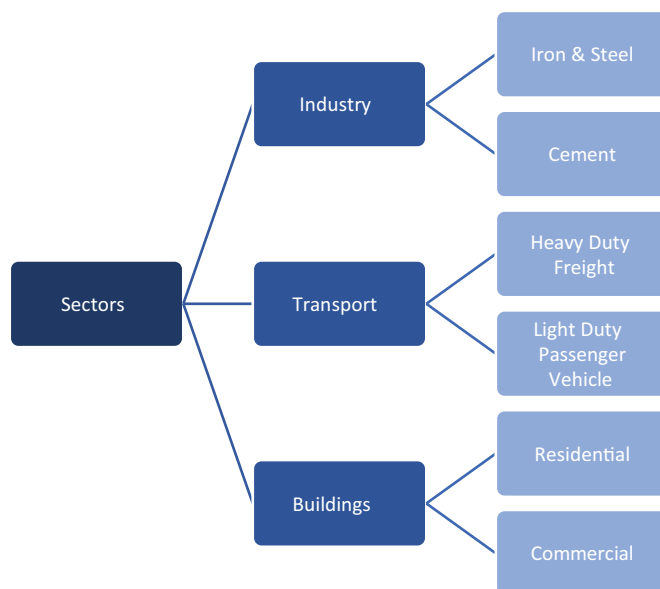 Iron & Steel
Industry
Cement
Heavy Duty
Freight
Sectors
Transport
Light Duty
Passenger
Vehicle
Residential
Buildings
Commercial